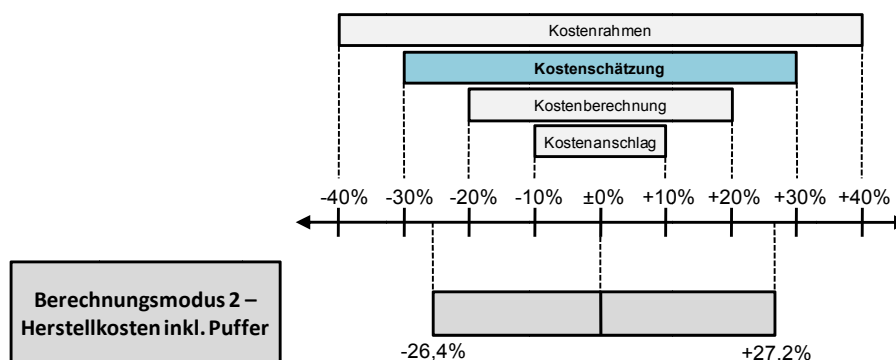 Kostenrahmen
Kostenschätzung
Kostenberechnung
Kostenanschlag
-40% -30% -20% -10% ±0% +10% +20% +30% +40%
Berechnungsmodus 2 –
Herstellkosten inkl. Puffer
-26,4% +27,2%